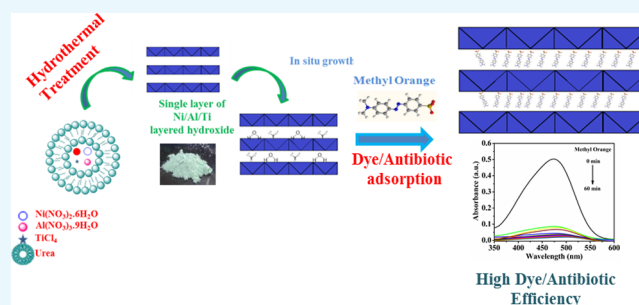 Hydrothermal
Treatment
Single layer of
Ni/Al/Ti
layered hydroxide
In situ growth
Methyl Orange
Dye/Antibiotic
adsorption
Ni(NO3)2.6H2O
Al(NO3)3.9H2O
TiCl4
Urea
Methyl Orange
0 min
60 min
Absorbance (a.u.)
0.6
0.5
0.4
0.3
0.2
0.1
0.0
350 400 450 500 550 600
Wavelength (nm)
High Dye/Antibiotic
Efficiency